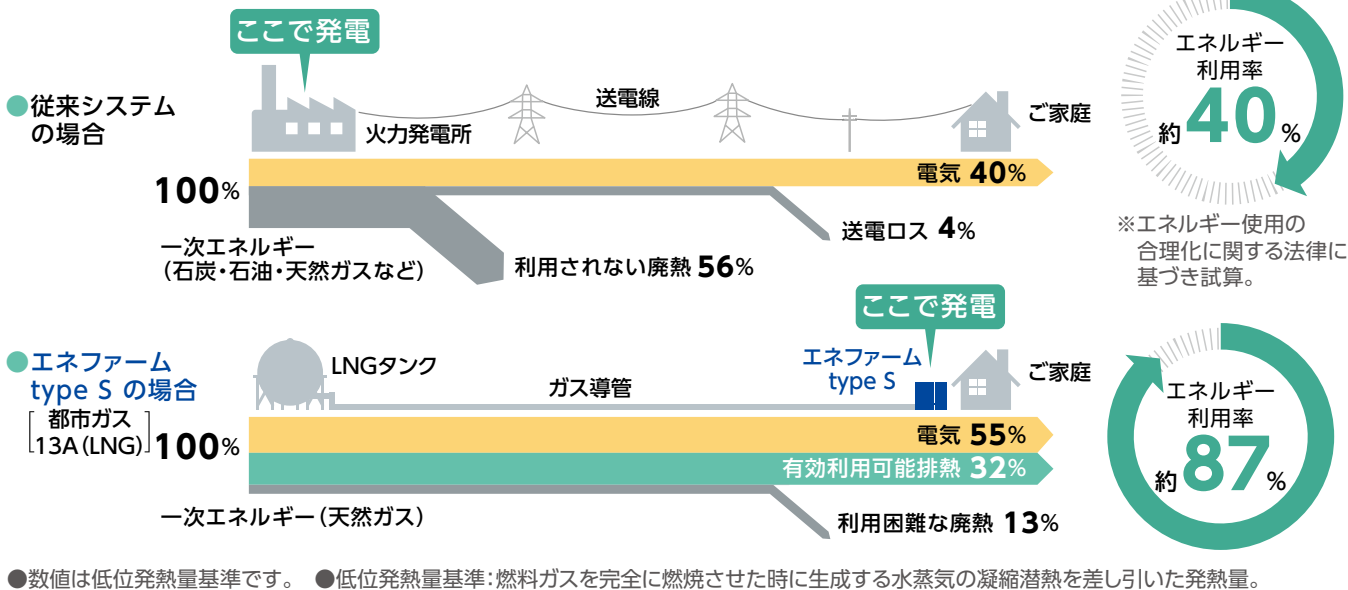 ここで発電
●従来システム
の場合
火力発電所
送電線
ご家庭
100%
電気 40%
一次エネルギー
(石炭・石油・天然ガスなど)
利用されない廃熱 56%
送電ロス 4%
エネルギー
利用率
約40%
※エネルギー使用の
合理化に関する法律に
基づき試算。
ここで発電
●エネファーム
type S の場合
都市ガス
13A(LNG)
LNGタンク
ガス導管
エネファーム
type S
ご家庭
100%
電気 55%
有効利用可能排熱 32%
一次エネルギー(天然ガス)
利用困難な廃熱 13%
エネルギー
利用率
約87%
●数値は低位発熱量基準です。 ●低位発熱量基準:燃料ガスを完全に燃焼させた時に生成する水蒸気の凝縮潜熱を差し引いた発熱量。